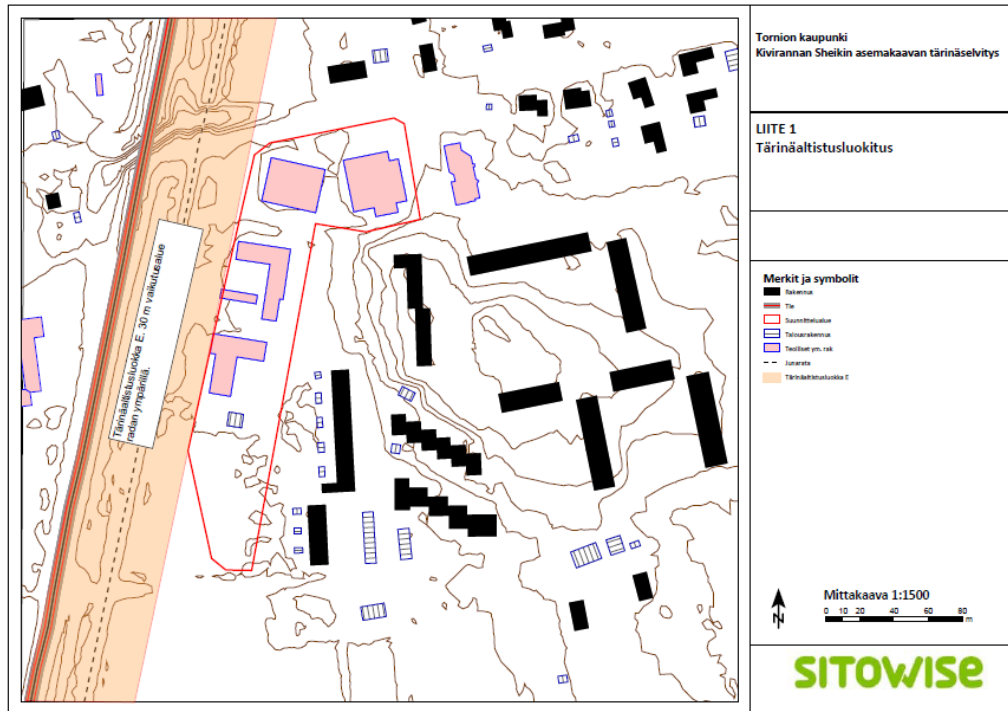 Tornion kaupunki
Kivirannan Sheikin asemakaavan tärinäselvitys
LIITE 1
Tärinäaltistusluokitus
Tärinäaltistusluokka E. 30 m vaikutusalue
radan ympärillä.
Merkit ja symbolit
Rakennus
Tie
Suunnittelualue
Talousrakennus
Teolliset ym. rak
Junarata
Tärinäaltistusluokka E
N
Mittakaava 1:1500
0 10 20 40 60 80
m
SITOWISE